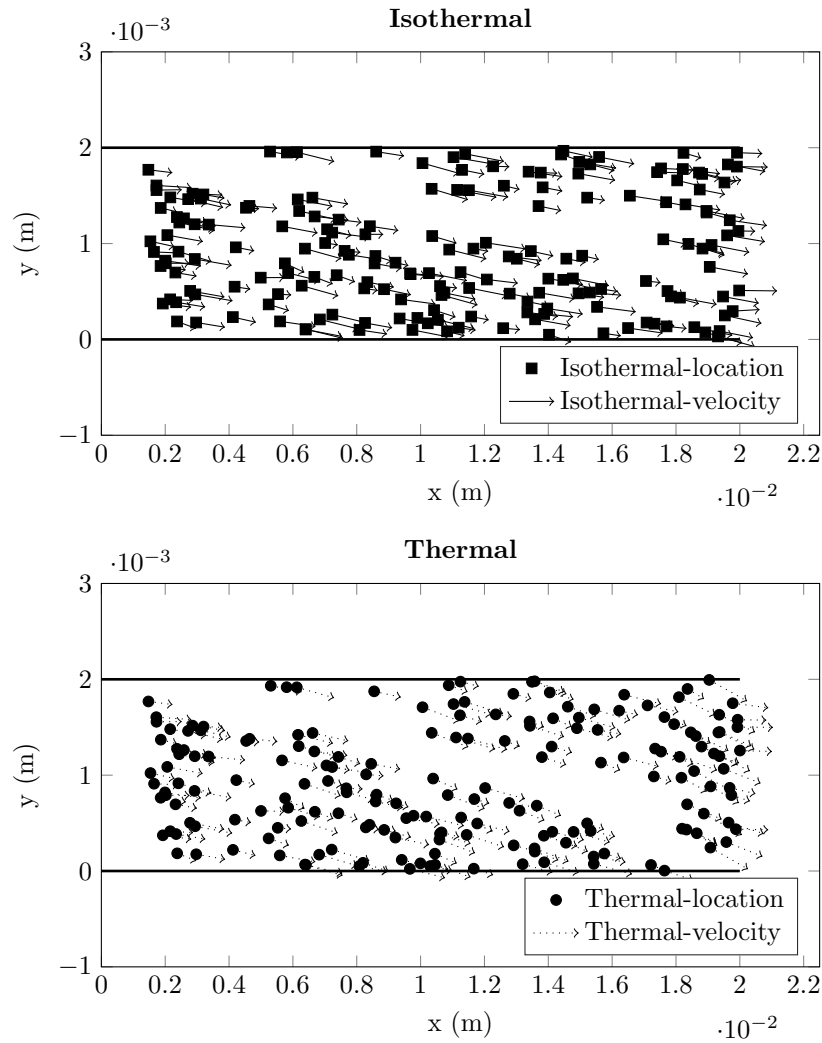 Isothermal
·10⁻³
3
2
1
0
−1
y (m)
Isothermal-location
Isothermal-velocity
0 0.2 0.4 0.6 0.8 1 1.2 1.4 1.6 1.8 2 2.2
x (m)
·10⁻²
Thermal
·10⁻³
3
2
1
0
−1
y (m)
Thermal-location
Thermal-velocity
0 0.2 0.4 0.6 0.8 1 1.2 1.4 1.6 1.8 2 2.2
x (m)
·10⁻²